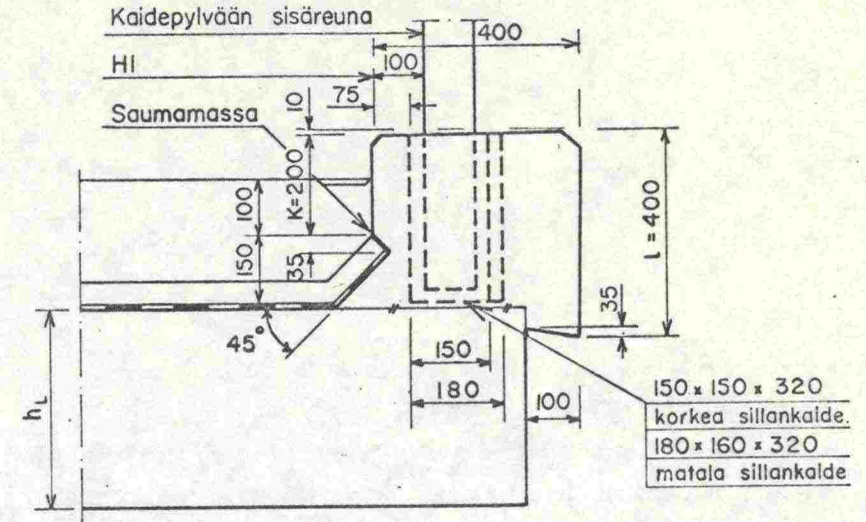 Kaidepylvään sisäreuna
400
HI
100
75
10
Saumamassa
K=200
100
l=400
150
35
35
45°
150
hL
180
100
150 x 150 x 320
korkea sillankaide.
180 x 160 x 320
matala sillankaide